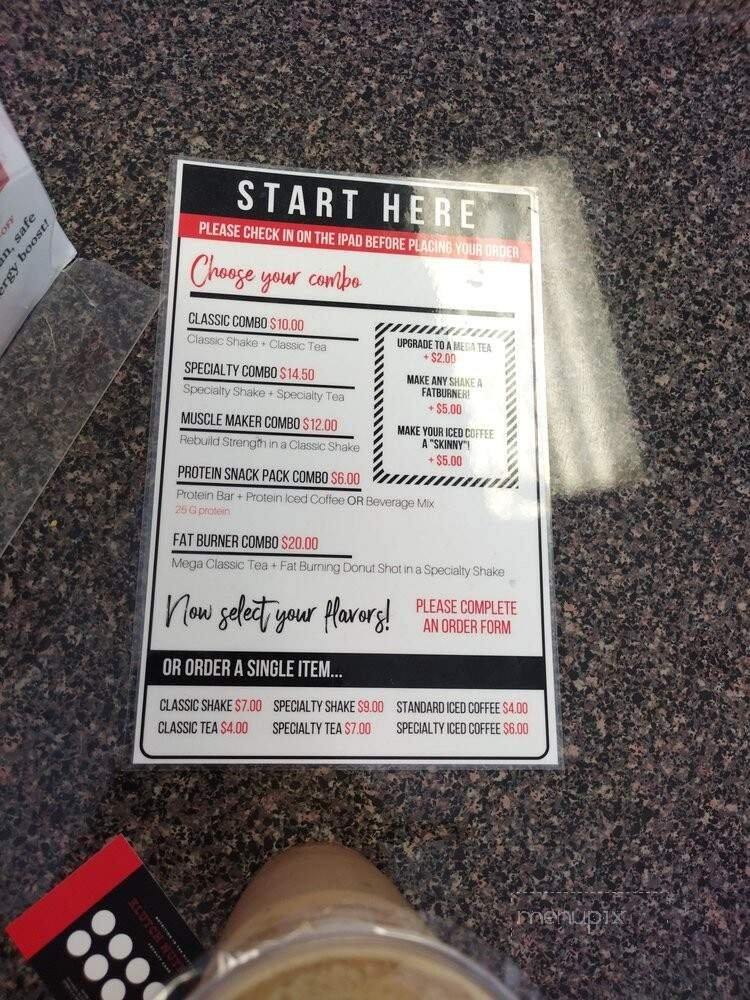 START HERE
PLEASE CHECK IN ON THE IPAD BEFORE PLACING YOUR ORDER
Choose your combo
CLASSIC COMBO $10.00
Classic Shake + Classic Tea
SPECIALTY COMBO $14.50
Specialty Shake + Specialty Tea
MUSCLE MAKER COMBO $12.00
Rebuild Strength in a Classic Shake
PROTEIN SNACK PACK COMBO $6.00
Protein Bar + Protein Iced Coffee OR Beverage Mix
25 G protein
FAT BURNER COMBO $20.00
Mega Classic Tea + Fat Burning Donut Shot in a Specialty Shake
UPGRADE TO A MEGA TEA
+ $2.00
MAKE ANY SHAKE A
FATBURNER!
+ $5.00
MAKE YOUR ICED COFFEE
A "SKINNY"!
+ $5.00
Now select your flavors!
PLEASE COMPLETE
AN ORDER FORM
OR ORDER A SINGLE ITEM...
CLASSIC SHAKE $7.00 SPECIALTY SHAKE $9.00 STANDARD ICED COFFEE $4.00
CLASSIC TEA $4.00 SPECIALTY TEA $7.00 SPECIALTY ICED COFFEE $6.00
safe
boost!
menupix